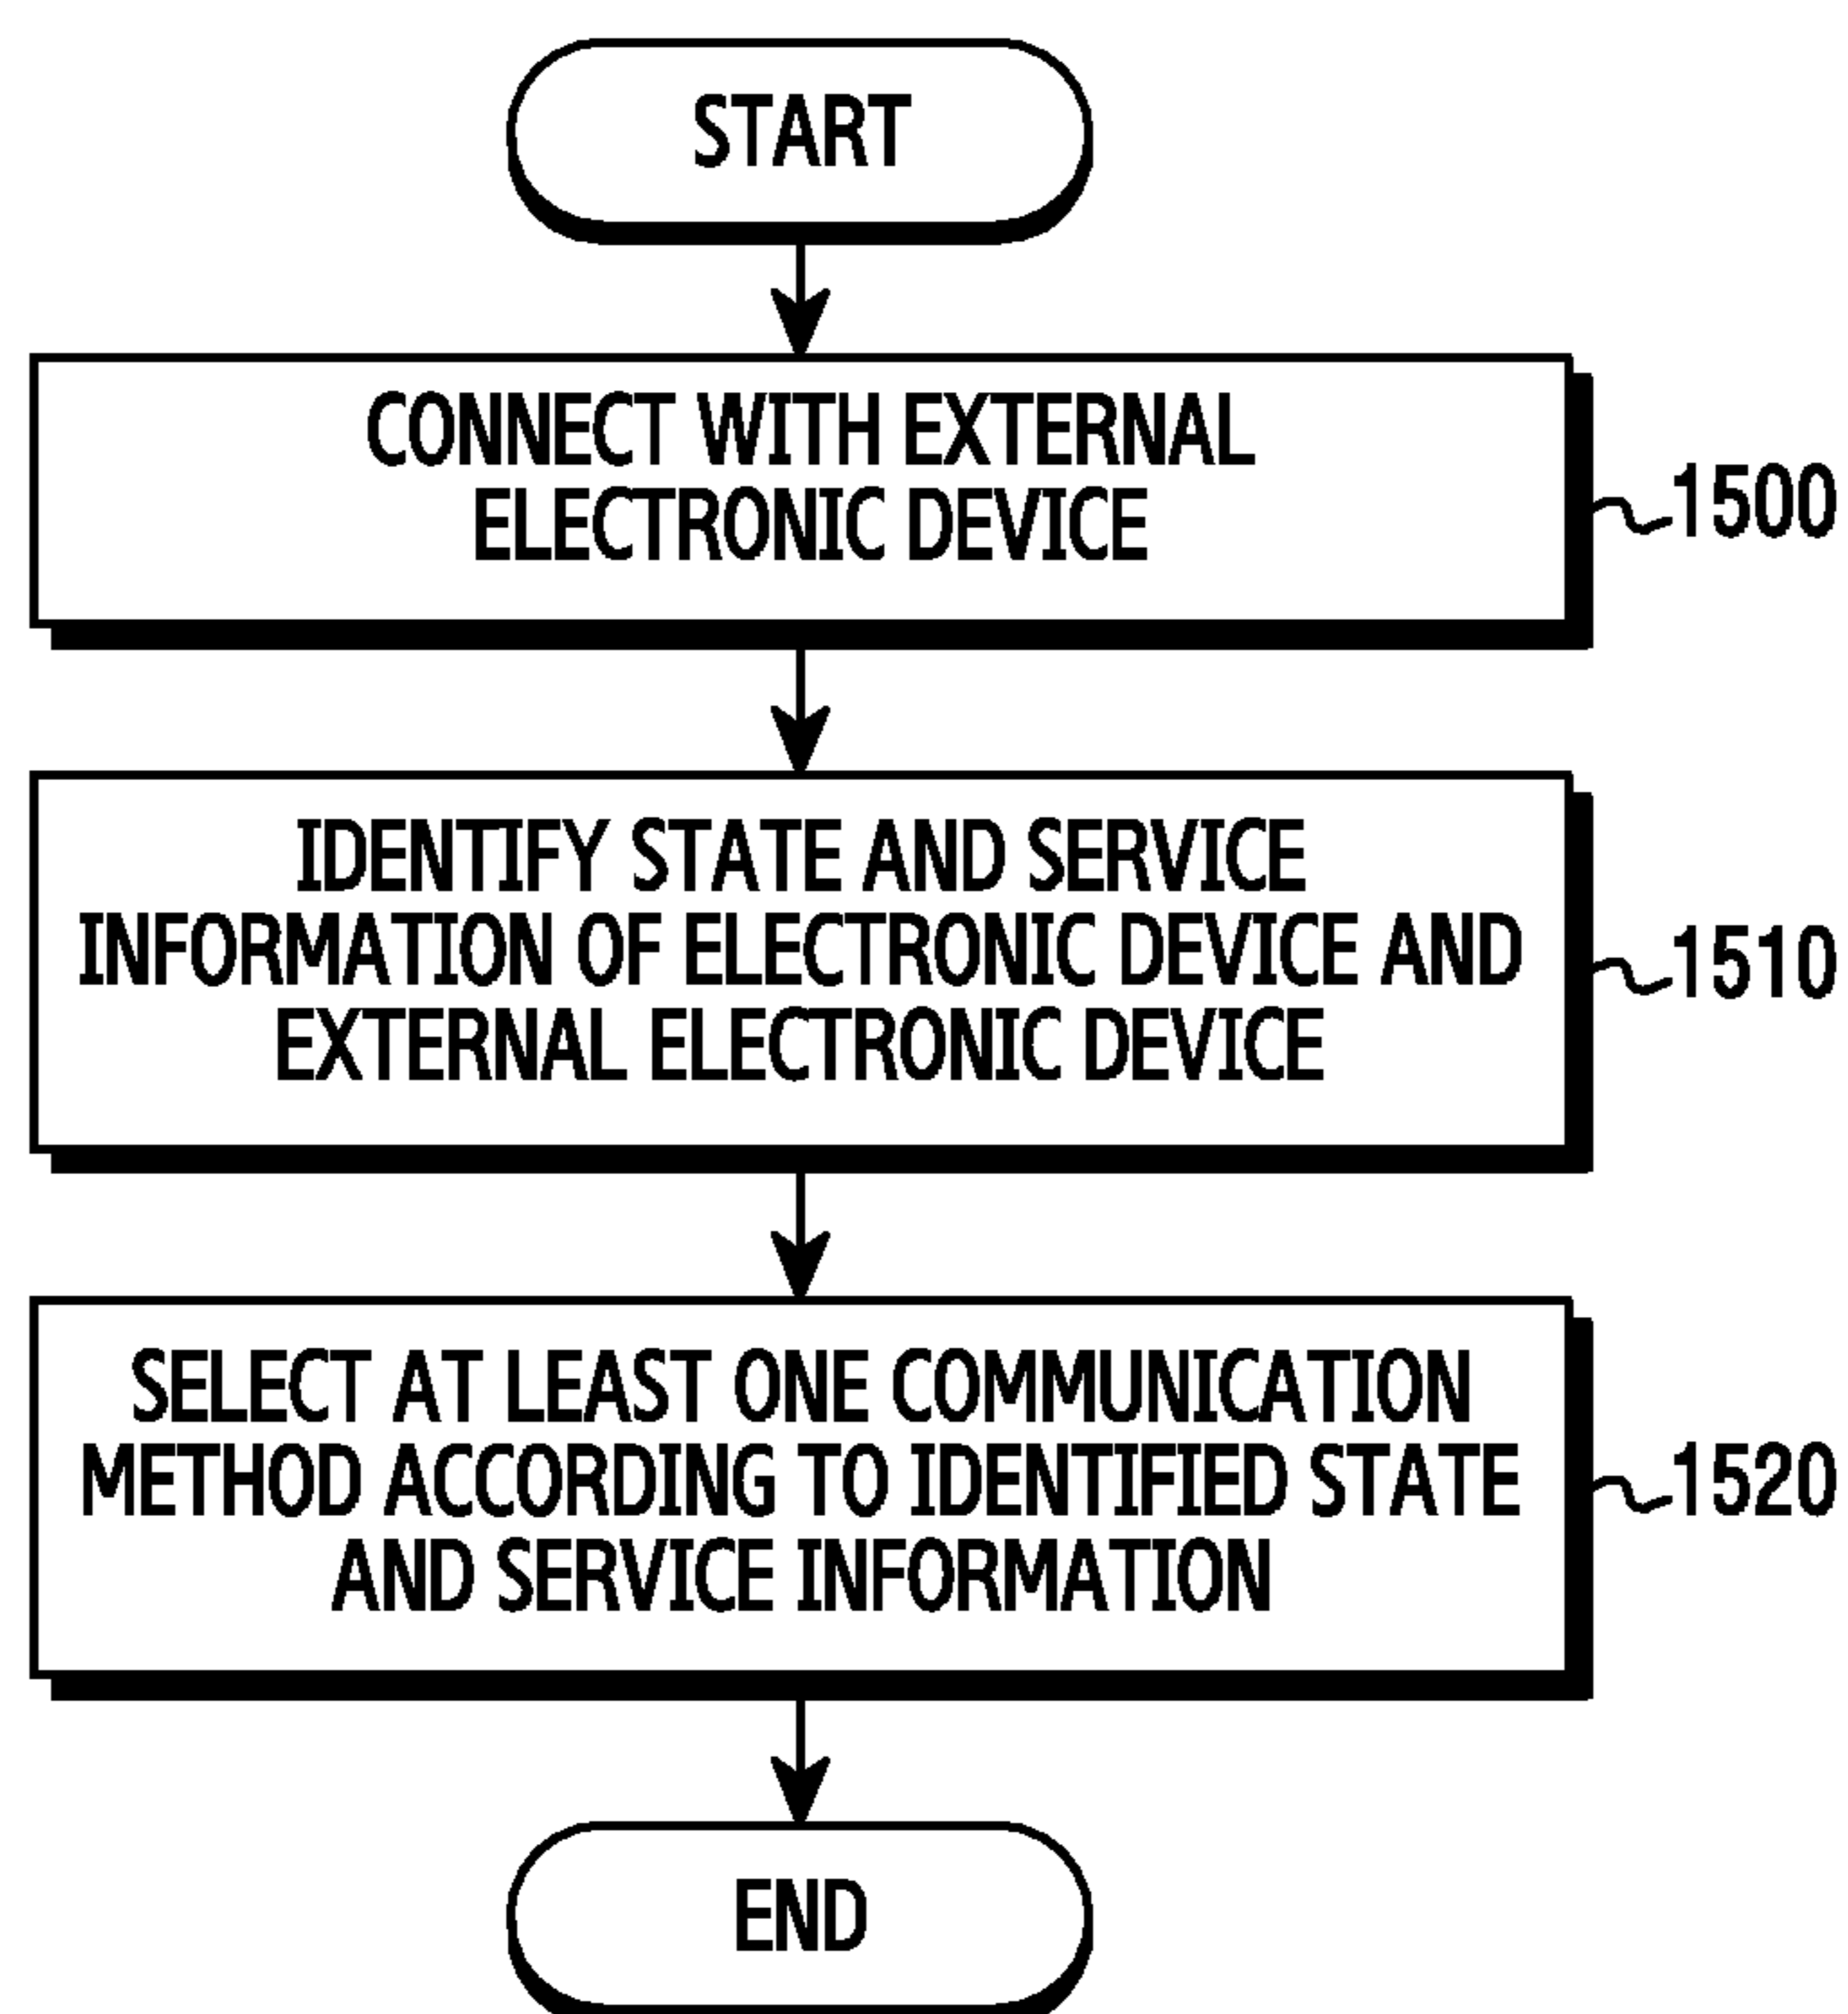 START
CONNECT WITH EXTERNAL
ELECTRONIC DEVICE
1500
IDENTIFY STATE AND SERVICE
INFORMATION OF ELECTRONIC DEVICE AND
EXTERNAL ELECTRONIC DEVICE
1510
SELECT AT LEAST ONE COMMUNICATION
METHOD ACCORDING TO IDENTIFIED STATE
AND SERVICE INFORMATION
1520
END